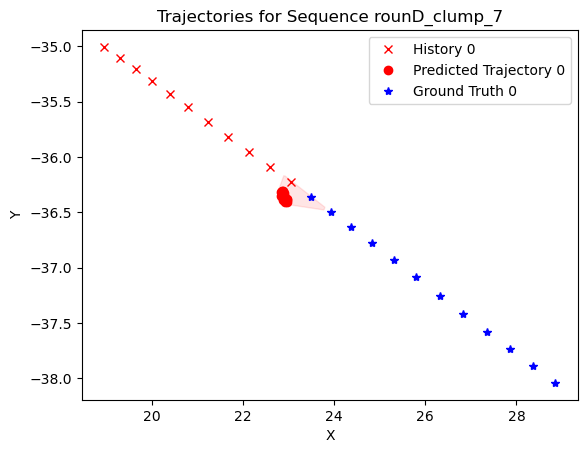 Trajectories for Sequence rounD_clump_7
History 0
Predicted Trajectory 0
Ground Truth 0
−35.0
−35.5
−36.0
−36.5
−37.0
−37.5
−38.0
Y
20 22 24 26 28
X